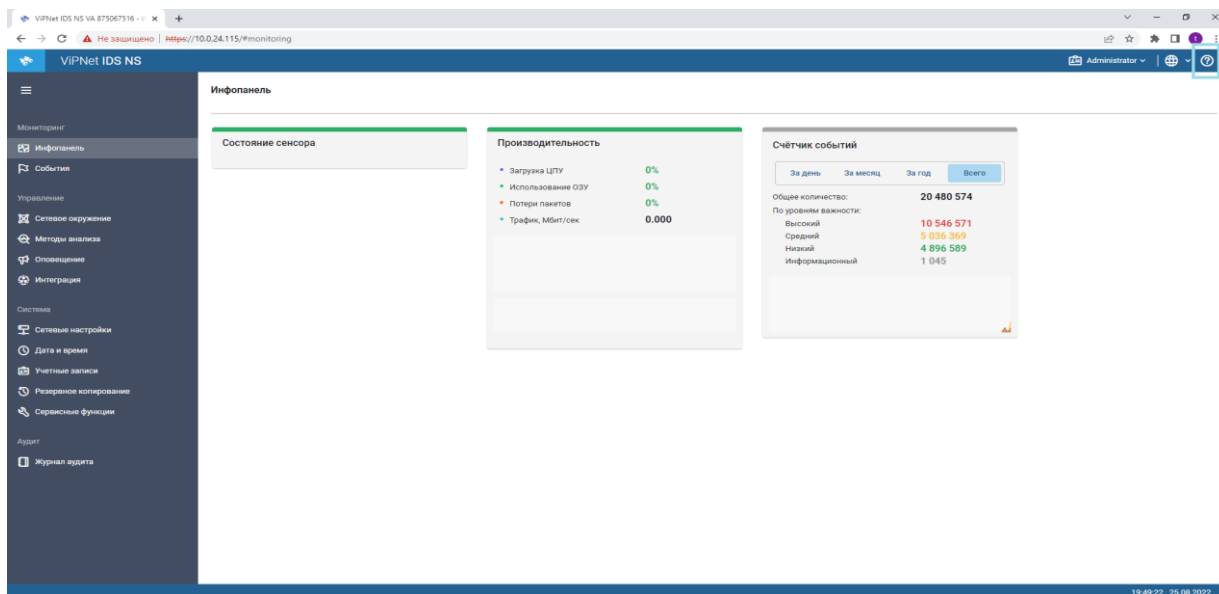 ViPNet IDS NS VA 875067316 - V
Не защищено | https://10.0.24.115/#monitoring
ViPNet IDS NS
Administrator
Инфопанель
Мониторинг
Инфопанель
События
Управление
Сетевое окружение
Методы анализа
Оповещение
Интеграция
Система
Сетевые настройки
Дата и время
Учетные записи
Резервное копирование
Сервисные функции
Аудит
Журнал аудита
Состояние сенсора
Производительность
Загрузка ЦПУ 0%
Использование ОЗУ 0%
Потери пакетов 0%
Трафик, Мбит/сек 0.000
Счётчик событий
За день За месяц За год Всего
Общее количество: 20 480 574
По уровням важности:
Высокий 10 546 571
Средний 5 036 369
Низкий 4 896 589
Информационный 1 045
19:49:22 25.08.2022